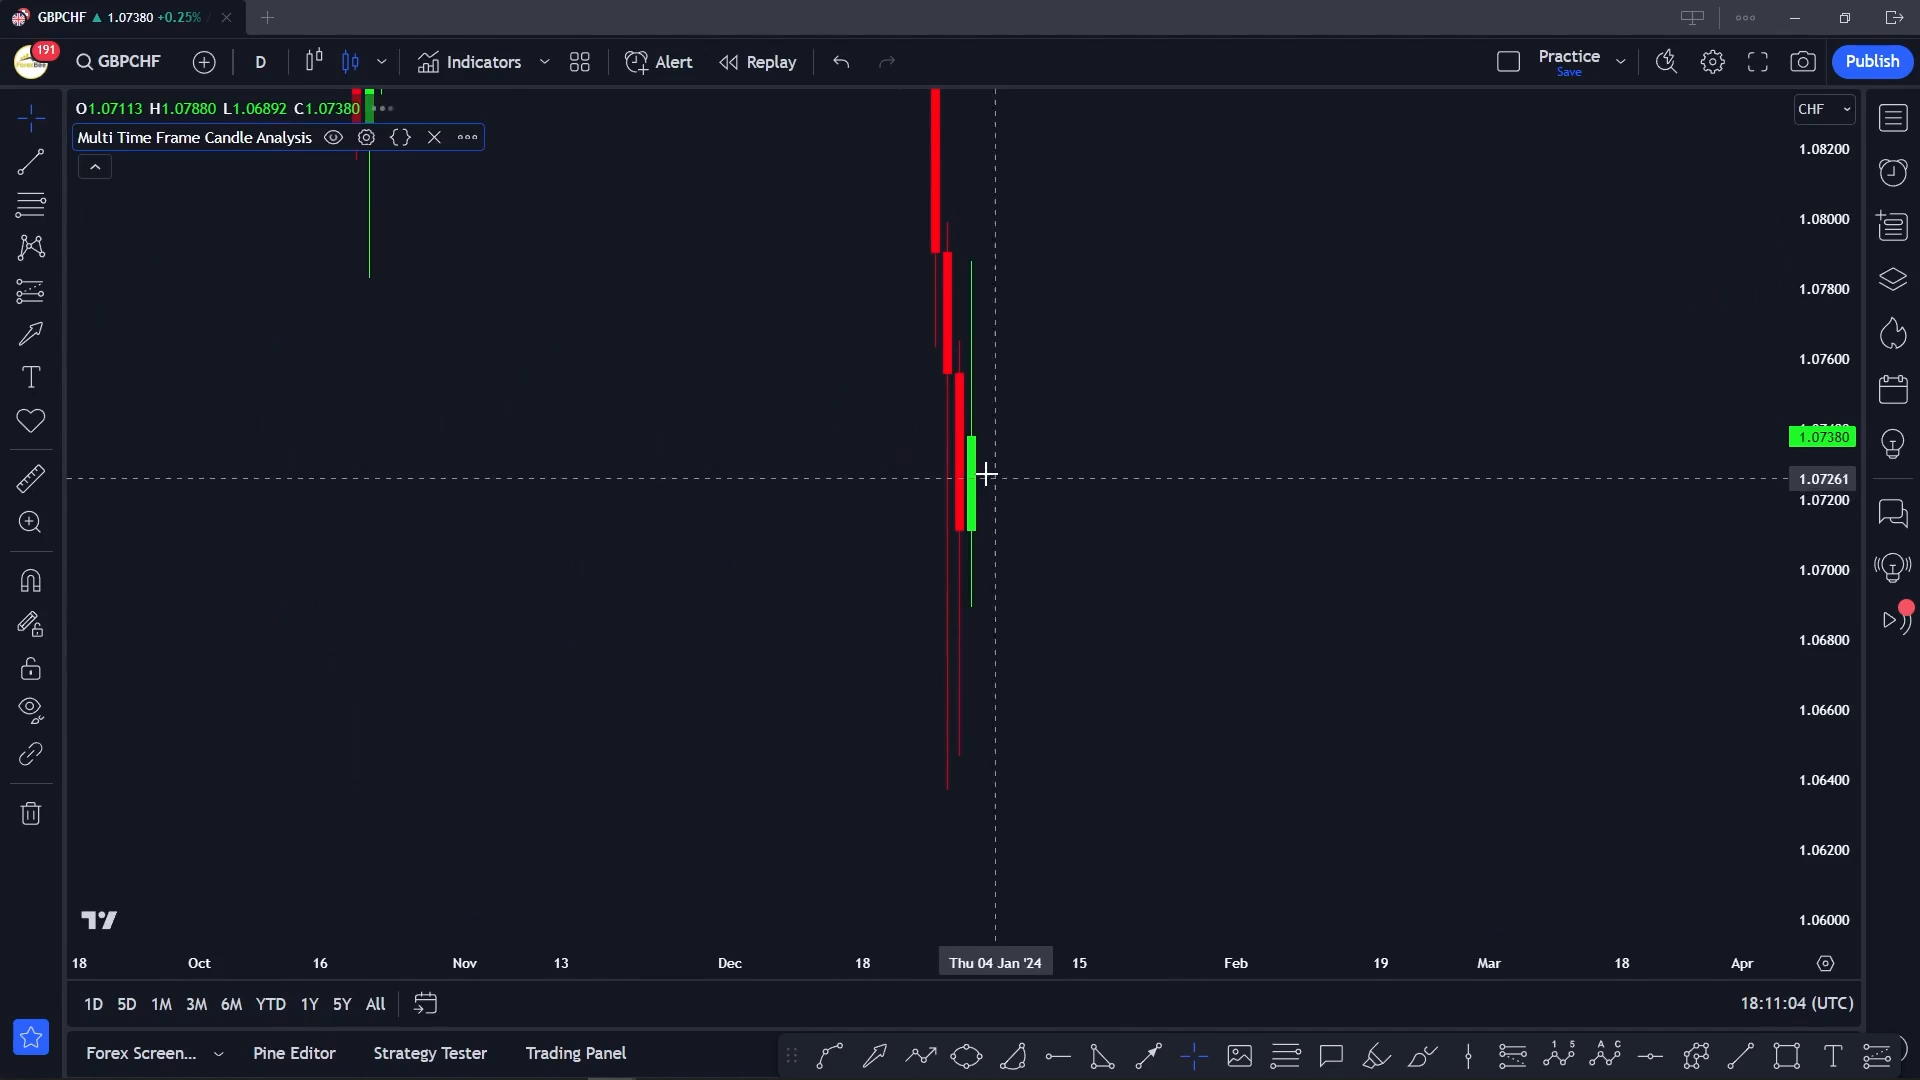 GBPCHF ▲ 1.07380 +0.25%
191
GBPCHF D Indicators Alert Replay Practice Save Publish
O1.07113 H1.07880 L1.06892 C1.07380
CHF
Multi Time Frame Candle Analysis
1.08200
1.08000
1.07800
1.07600
1.07380
1.07261
1.07200
1.07000
1.06800
1.06600
1.06400
1.06200
1.06000
18 Oct 16 Nov 13 Dec 18 Thu 04 Jan '24 15 Feb 19 Mar 18 Apr
1D 5D 1M 3M 6M YTD 1Y 5Y All 18:11:04 (UTC)
Forex Screen... Pine Editor Strategy Tester Trading Panel